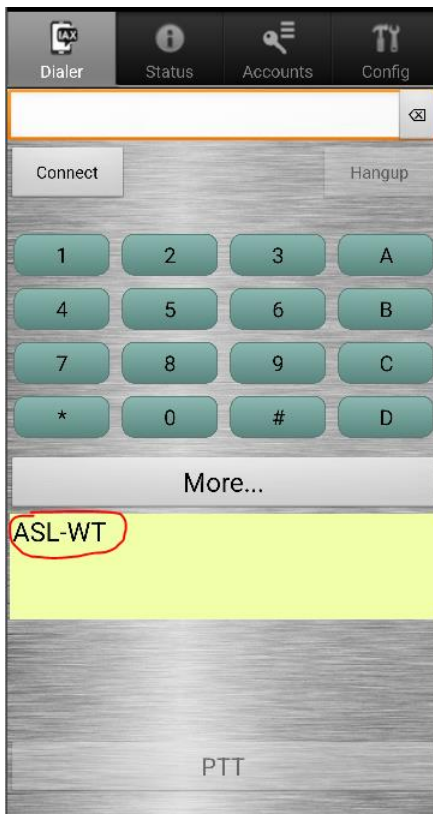 IAX
Dialer Status Accounts Config
Connect Hangup
1 2 3 A
4 5 6 B
7 8 9 C
* 0 # D
More...
ASL-WT
PTT